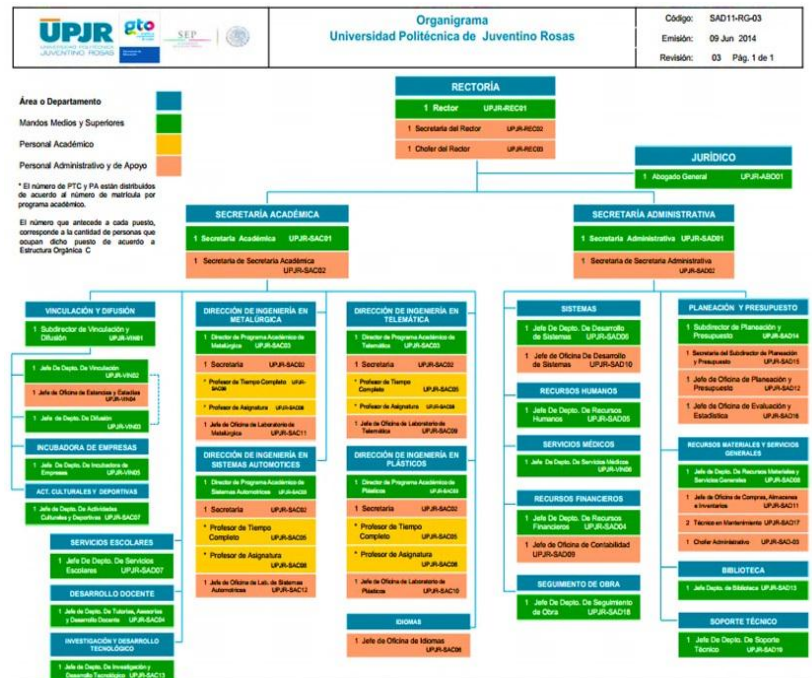 UPJR
UNIVERSIDAD POLITÉCNICA
JUVENTINO ROSAS
gto
SEP
Organigrama
Universidad Politécnica de Juventino Rosas
Código: SAD11-RG-03
Emisión: 09 Jun 2014
Revisión: 03 Pág. 1 de 1
Área o Departamento
Mandos Medios y Superiores
Personal Académico
Personal Administrativo y de Apoyo
* El número de PTC y PA están distribuidos
de acuerdo al número de matrícula por
programa académico.
El número que antecede a cada puesto,
corresponde a la cantidad de personas que
ocupan dicho puesto de acuerdo a
Estructura Orgánica C
RECTORÍA
1 Rector UPJR-REC01
1 Secretaria del Rector UPJR-REC02
1 Chofer del Rector UPJR-REC03
JURÍDICO
1 Abogado General UPJR-ABO01
SECRETARÍA ACADÉMICA
1 Secretaría Académica UPJR-SAC01
1 Secretaria de Secretaría Académica
UPJR-SAC02
SECRETARÍA ADMINISTRATIVA
1 Secretaria Administrativa UPJR-SAD01
1 Secretaria de Secretaría Administrativa
UPJR-SAD02
VINCULACIÓN Y DIFUSIÓN
1 Subdirector de Vinculación y
Difusión UPJR-VIN01
1 Jefe De Depto. De Vinculación
UPJR-VIN02
1 Jefe de Oficina de Estancias y Estadías
UPJR-VIN04
1 Jefe de Depto. De Difusión
UPJR-VIN03
INCUBADORA DE EMPRESAS
1 Jefe De Depto. De Incubadora de
Empresas UPJR-VIN05
ACT. CULTURALES Y DEPORTIVAS
1 Jefe de Depto. de Actividades
Culturales y Deportivas UPJR-SAC07
SERVICIOS ESCOLARES
1 Jefe De Depto. De Servicios
Escolares UPJR-SAD07
DESARROLLO DOCENTE
1 Jefe de Depto. De Tutorías, Asesorías
y Desarrollo Docente UPJR-SAC04
INVESTIGACIÓN Y DESARROLLO
TECNOLÓGICO
1 Jefe de Depto. De Investigación y
Desarrollo Tecnológico UPJR-SAC13
DIRECCIÓN DE INGENIERÍA EN
METALÚRGICA
1 Director de Programa Académico de
Metalúrgica UPJR-SAC03
1 Secretaria UPJR-SAC02
* Profesor de Tiempo Completo UPJR-
* Profesor de Asignatura
1 Jefe de Oficina de Laboratorio de
Metalúrgica UPJR-SAC11
DIRECCIÓN DE INGENIERÍA EN
SISTEMAS AUTOMOTICES
1 Director de Programa Académico de
Sistemas Automotrices UPJR-SAC03
1 Secretaria UPJR-SAC02
* Profesor de Tiempo
Completo UPJR-SAC05
* Profesor de Asignatura
UPJR-SAC08
1 Jefe de Oficina de Lab. de Sistemas
Automotrices UPJR-SAC12
DIRECCIÓN DE INGENIERÍA EN
TELEMÁTICA
1 Director de Programa Académico de
Telemática UPJR-SAC03
1 Secretaria UPJR-SAC02
* Profesor de Tiempo
Completo UPJR-SAC05
* Profesor de Asignatura
1 Jefe de Oficina de Laboratorio de
Telemática UPJR-SAC09
DIRECCIÓN DE INGENIERÍA EN
PLÁSTICOS
1 Director de Programa Académico de
Plásticos
1 Secretaria UPJR-SAC02
* Profesor de Tiempo
Completo UPJR-SAC05
* Profesor de Asignatura
UPJR-SAC08
1 Jefe de Oficina de Laboratorio de
Plásticos UPJR-SAC10
IDIOMAS
1 Jefe de Oficina de Idiomas
SISTEMAS
1 Jefe De Depto. De Desarrollo
de Sistemas UPJR-SAD06
1 Jefe de Oficina de Desarrollo
de Sistemas UPJR-SAD10
RECURSOS HUMANOS
1 Jefe De Depto. De Recursos
Humanos UPJR-SAD05
SERVICIOS MÉDICOS
1 Jefe De Depto. De Servicios Médicos
UPJR-VIN06
RECURSOS FINANCIEROS
1 Jefe De Depto. De Recursos
Financieros UPJR-SAD04
1 Jefe de Oficina de Contabilidad
UPJR-SAD09
SEGUIMIENTO DE OBRA
1 Jefe De Depto. De Seguimiento
de Obra UPJR-SAD18
PLANEACIÓN Y PRESUPUESTO
1 Subdirector de Planeación y
Presupuesto UPJR-SAD14
1 Secretaria del Subdirector de Planeación
y Presupuesto UPJR-SAD15
1 Jefe de Oficina de Planeación y
Presupuesto UPJR-SAD12
1 Jefe de Oficina de Evaluación y
Estadística UPJR-SAD16
RECURSOS MATERIALES Y SERVICIOS
GENERALES
1 Jefe de Depto. de Recursos Materiales y
Servicios Generales UPJR-SAD08
1 Jefe de Oficina de Compras, Almacenes
e Inventarios UPJR-SAD11
2 Técnico en Mantenimiento UPJR-SAD17
1 Chofer Administrativo UPJR-SAD-03
BIBLIOTECA
1 Jefe Depto. de Biblioteca UPJR-SAD13
SOPORTE TÉCNICO
1 Jefe De Depto. De Soporte
Técnico UPJR-SAD19